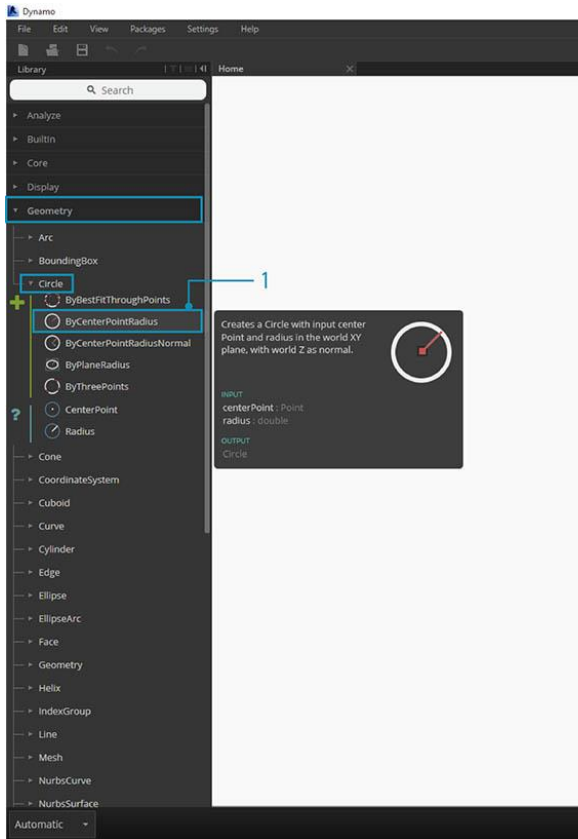 Dynamo
File Edit View Packages Settings Help
Library
Home
Search
Analyze
BuiltIn
Core
Display
Geometry
Arc
BoundingBox
Circle
1
ByBestFitThroughPoints
ByCenterPointRadius
ByCenterPointRadiusNormal
ByPlaneRadius
ByThreePoints
CenterPoint
Radius
Creates a Circle with input center
Point and radius in the world XY
plane, with world Z as normal.
INPUT
centerPoint : Point
radius : double
OUTPUT
Circle
Cone
CoordinateSystem
Cuboid
Curve
Cylinder
Edge
Ellipse
EllipseArc
Face
Geometry
Helix
IndexGroup
Line
Mesh
NurbsCurve
NurbsSurface
Automatic